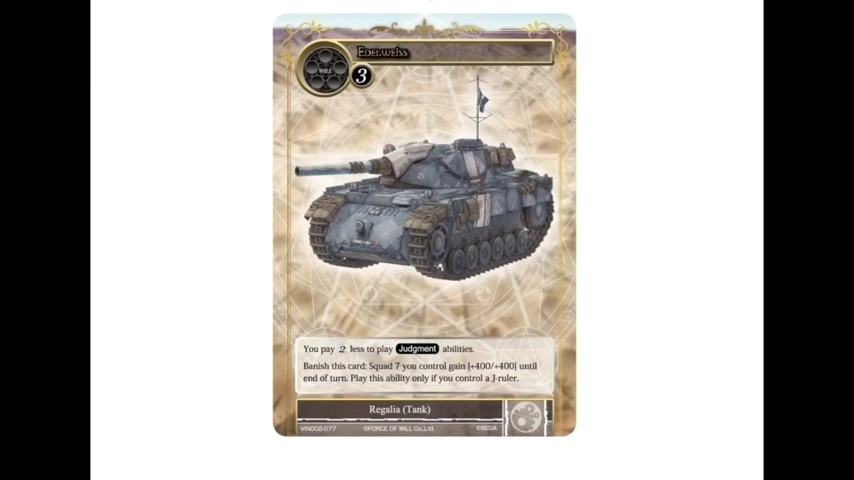 Edelweiss
WILL
3
You pay 2 less to play Judgment abilities.
Banish this card: Squad 7 you control gain [+400/+400] until
end of turn. Play this ability only if you control a J-ruler.
Regalia (Tank)
VIN002-077 ©FORCE OF WILL Co.,Ltd. ©SEGA